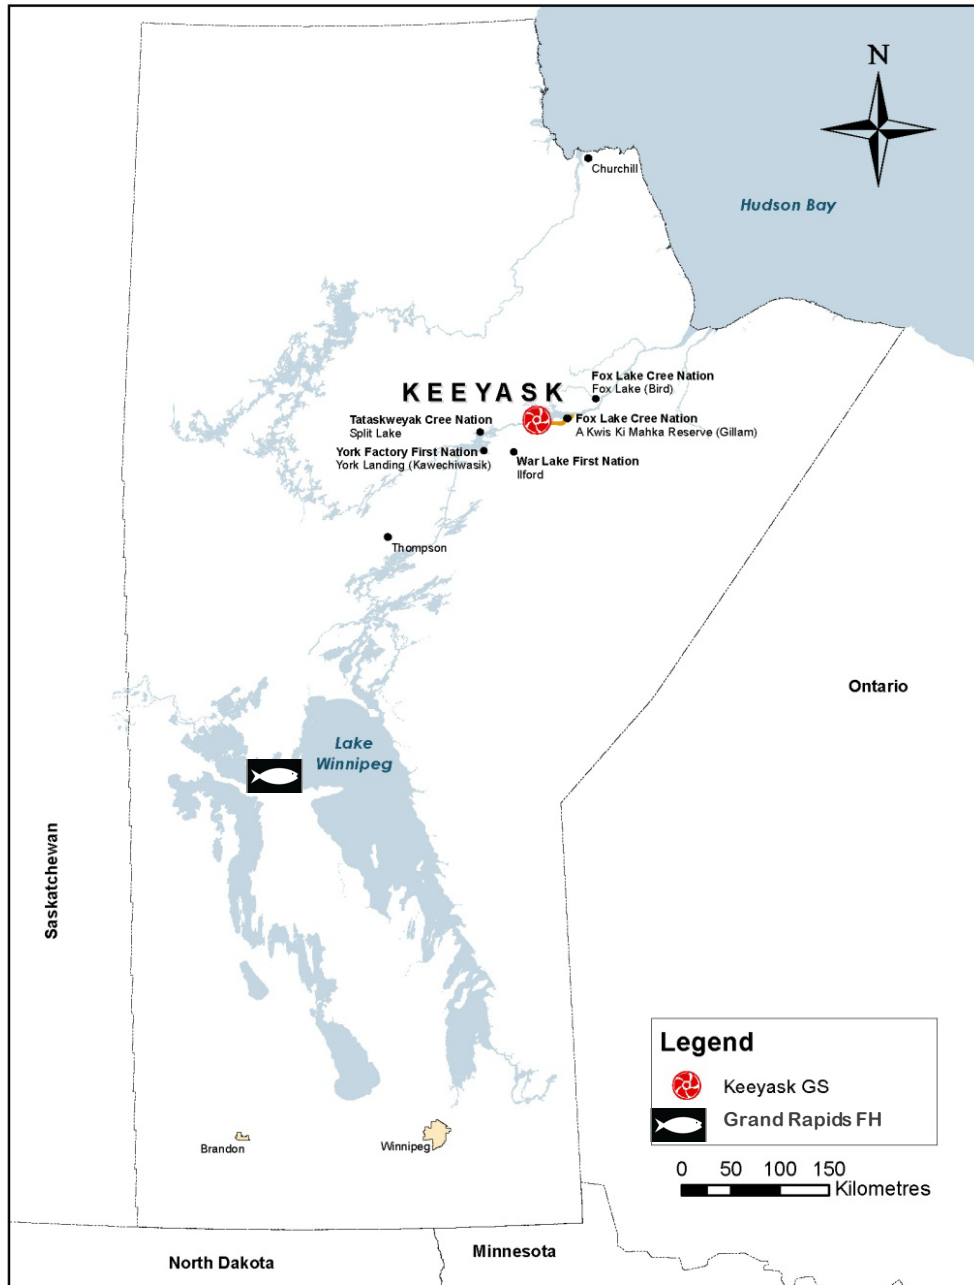 N
Churchill
Hudson Bay
KEEYASK
Fox Lake Cree Nation
Fox Lake (Bird)
Tataskweyak Cree Nation
Split Lake
Fox Lake Cree Nation
A Kwis Ki Mahka Reserve (Gillam)
York Factory First Nation
York Landing (Kawechiwasik)
War Lake First Nation
Ilford
Thompson
Ontario
Lake
Winnipeg
Saskatchewan
Legend
Keeyask GS
Grand Rapids FH
Brandon
Winnipeg
0 50 100 150
Kilometres
North Dakota
Minnesota